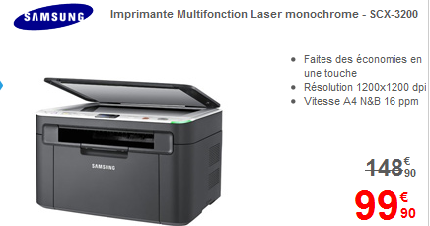 SAMSUNG
Imprimante Multifonction Laser monochrome - SCX-3200
• Faites des économies en
une touche
• Résolution 1200x1200 dpi
• Vitesse A4 N&B 16 ppm
SAMSUNG
148€90
99€90